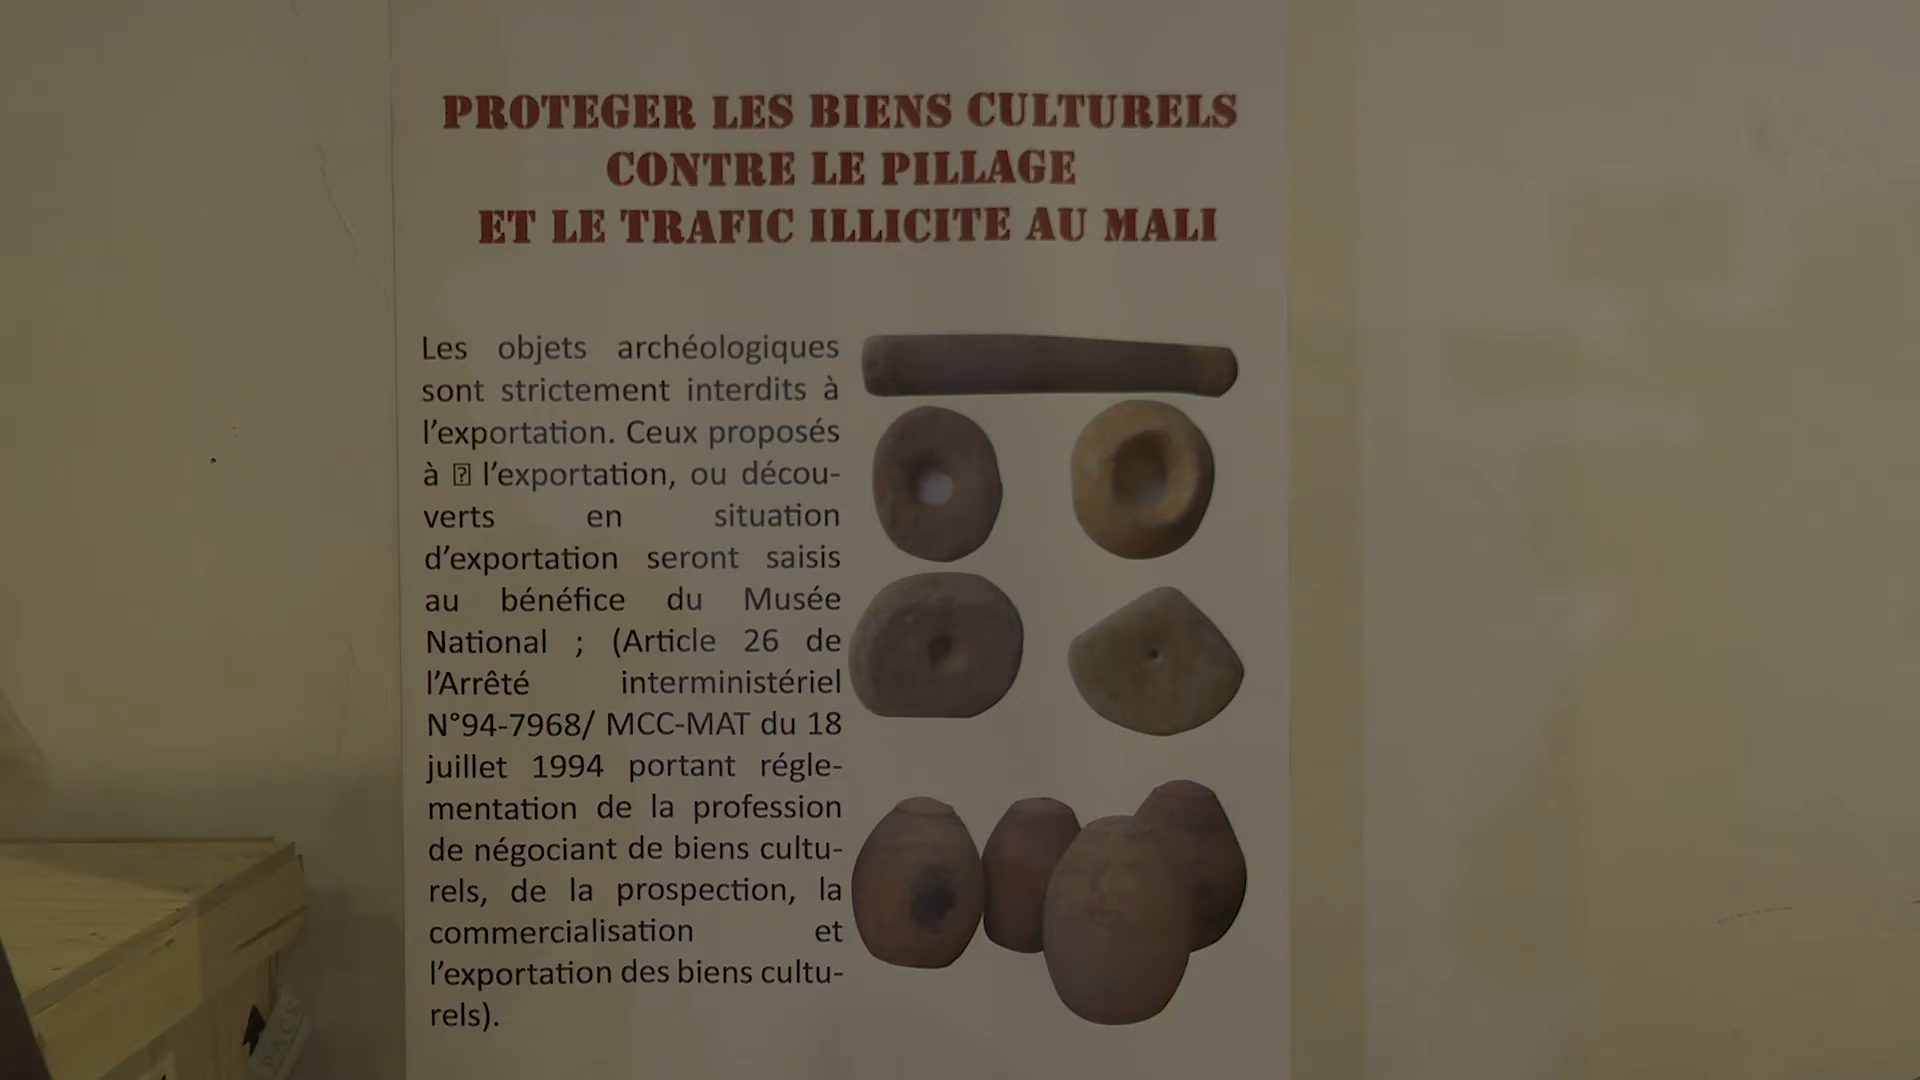 PROTEGER LES BIENS CULTURELS
CONTRE LE PILLAGE
ET LE TRAFIC ILLICITE AU MALI
Les objets archéologiques
sont strictement interdits à
l’exportation. Ceux proposés
à l’exportation, ou décou-
verts en situation
d’exportation seront saisis
au bénéfice du Musée
National ; (Article 26 de
l’Arrêté interministériel
N°94-7968/ MCC-MAT du 18
juillet 1994 portant régle-
mentation de la profession
de négociant de biens cultu-
rels, de la prospection, la
commercialisation et
l’exportation des biens cultu-
rels).
PACK